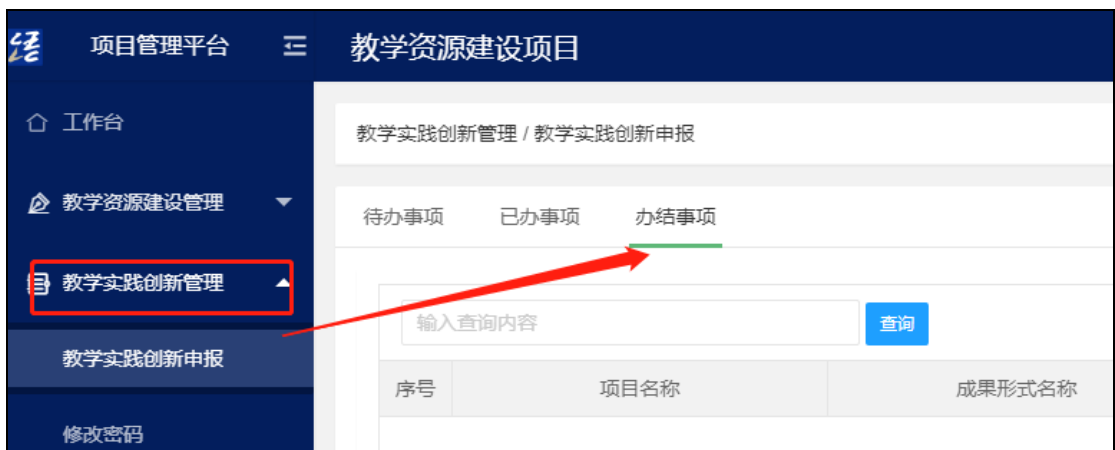 项目管理平台
教学资源建设项目
工作台
教学实践创新管理 / 教学实践创新申报
教学资源建设管理
待办事项 已办事项 办结事项
教学实践创新管理
输入查询内容 查询
教学实践创新申报
序号 项目名称 成果形式名称
修改密码